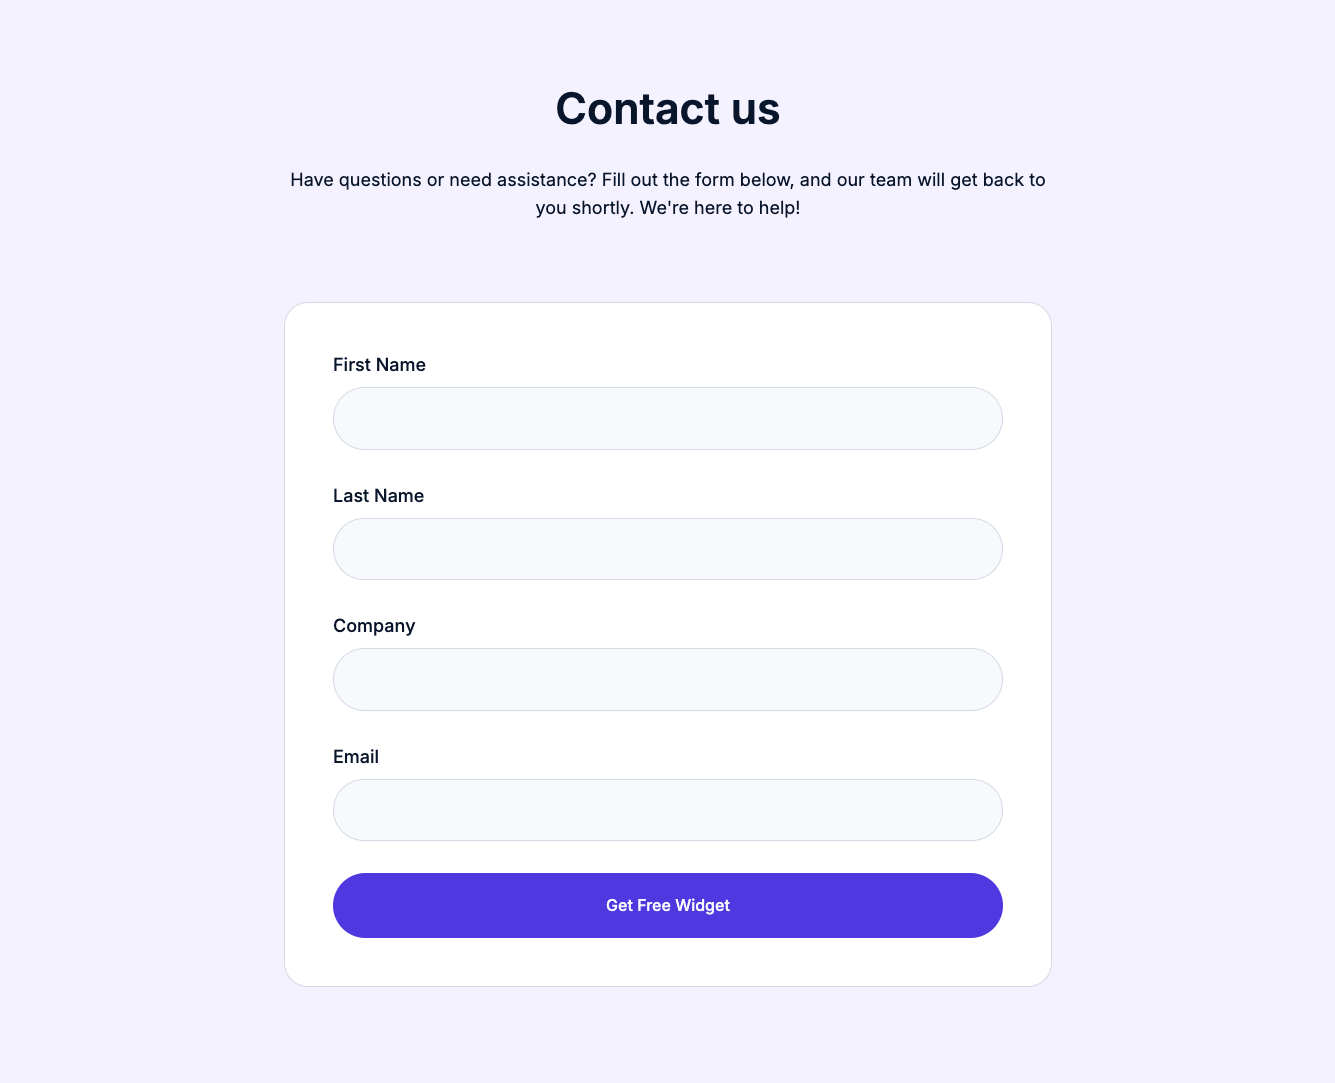 Contact us
Have questions or need assistance? Fill out the form below, and our team will get back to
you shortly. We're here to help!
First Name
Last Name
Company
Email
Get Free Widget